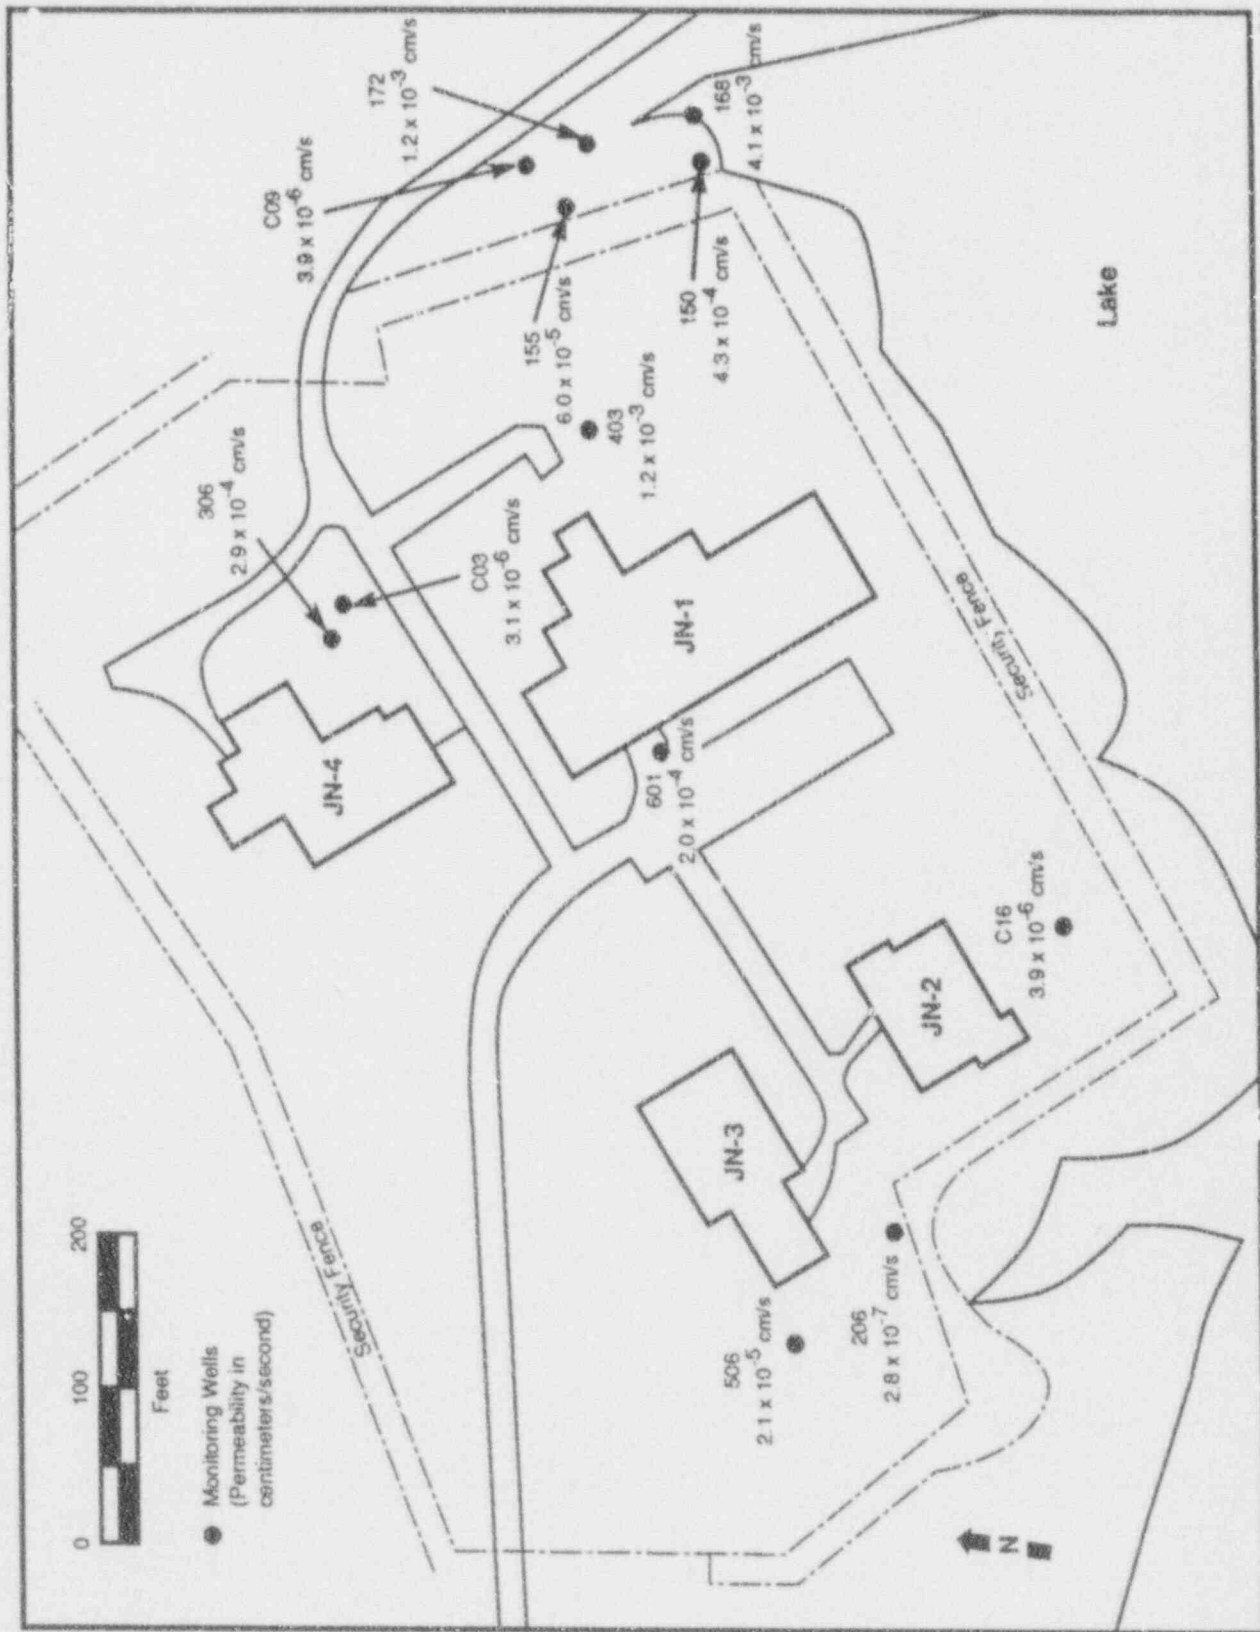 0 100 200
Feet
Monitoring Wells
(Permeability in
centimeters/second)
Security Fence
306
2.9 x 10⁻⁴ cm/s
C09
3.9 x 10⁻⁶ cm/s
172
1.2 x 10⁻³ cm/s
JN-4
C03
3.1 x 10⁻⁶ cm/s
155
6.0 x 10⁻⁵ cm/s
403
1.2 x 10⁻³ cm/s
168
4.1 x 10⁻³ cm/s
150
4.3 x 10⁻⁴ cm/s
JN-1
601
2.0 x 10⁻⁴ cm/s
JN-3
506
2.1 x 10⁻⁵ cm/s
206
2.8 x 10⁻⁷ cm/s
JN-2
C16
3.9 x 10⁻⁶ cm/s
Security Fence
Lake
N